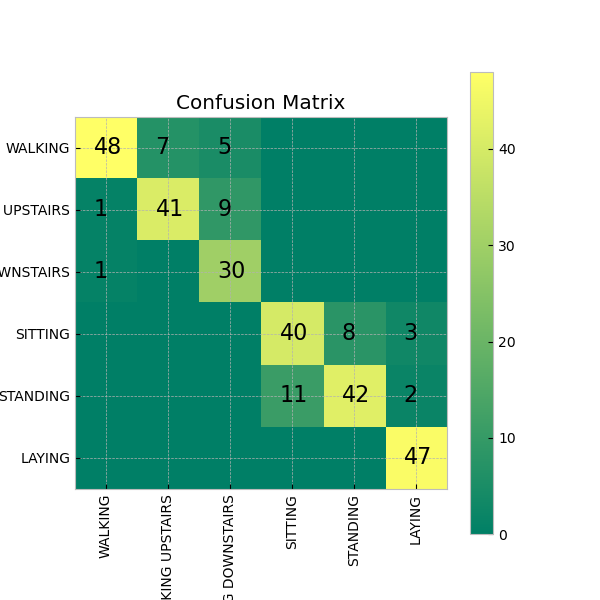 Confusion Matrix
WALKING 48 7 5
UPSTAIRS 1 41 9
WNSTAIRS 1 30
SITTING 40 8 3
STANDING 11 42 2
LAYING 47
WALKING
KING UPSTAIRS
G DOWNSTAIRS
SITTING
STANDING
LAYING
40
30
20
10
0